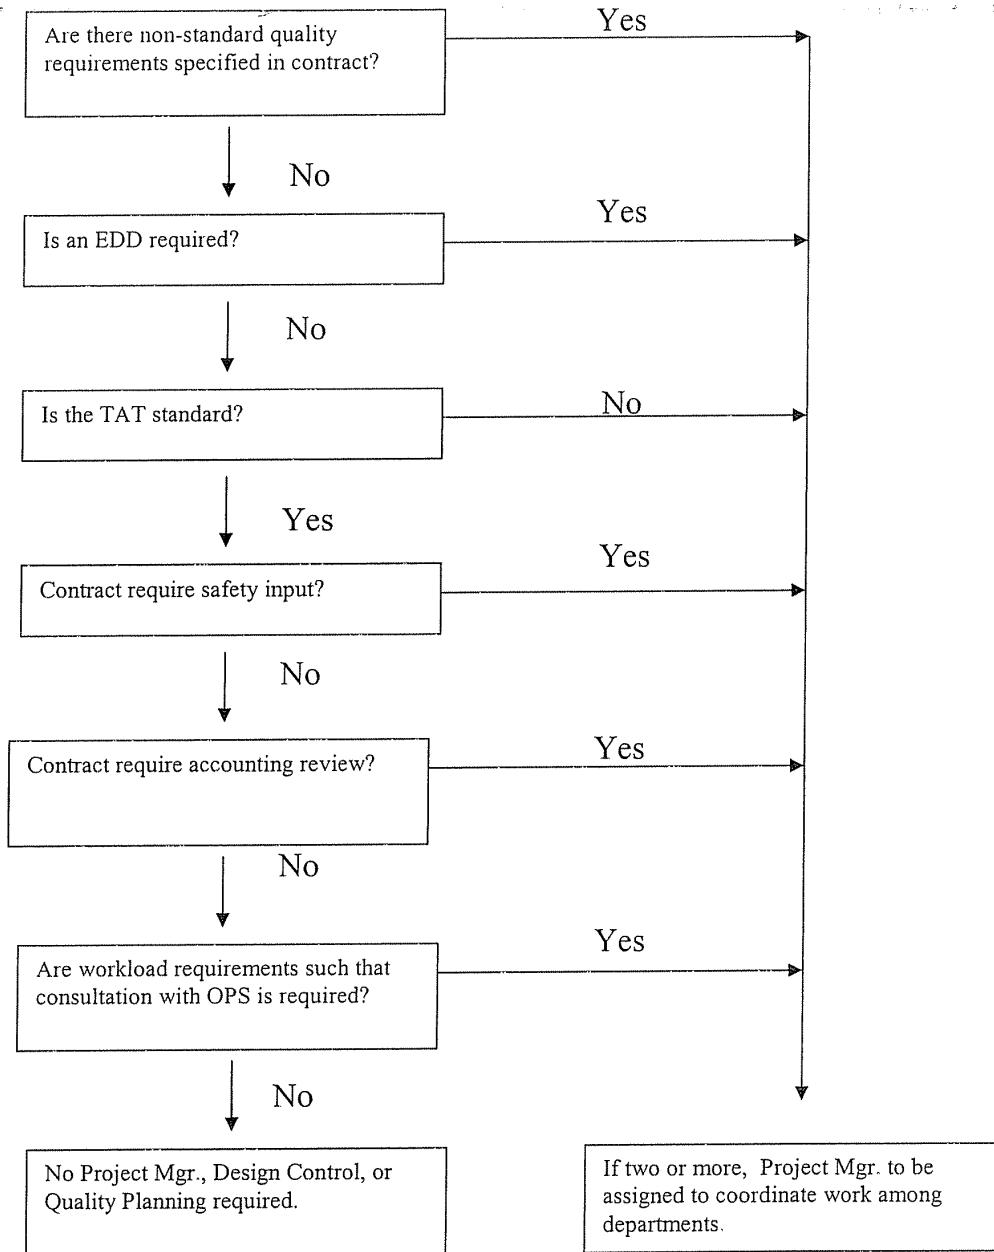 Are there non-standard quality
requirements specified in contract?
Yes
No
Is an EDD required?
Yes
No
Is the TAT standard?
No
Yes
Contract require safety input?
Yes
No
Contract require accounting review?
Yes
No
Are workload requirements such that
consultation with OPS is required?
Yes
No
No Project Mgr., Design Control, or
Quality Planning required.
If two or more, Project Mgr. to be
assigned to coordinate work among
departments.